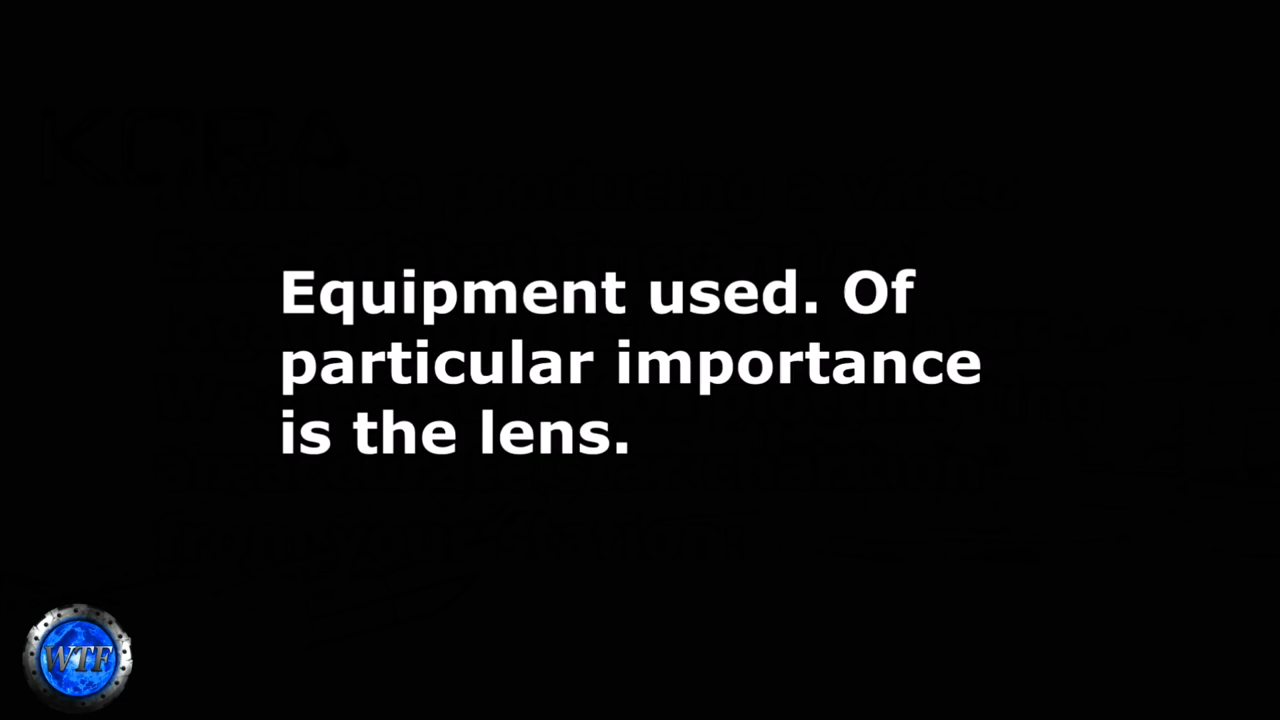 Equipment used. Of
particular importance
is the lens.
WTF